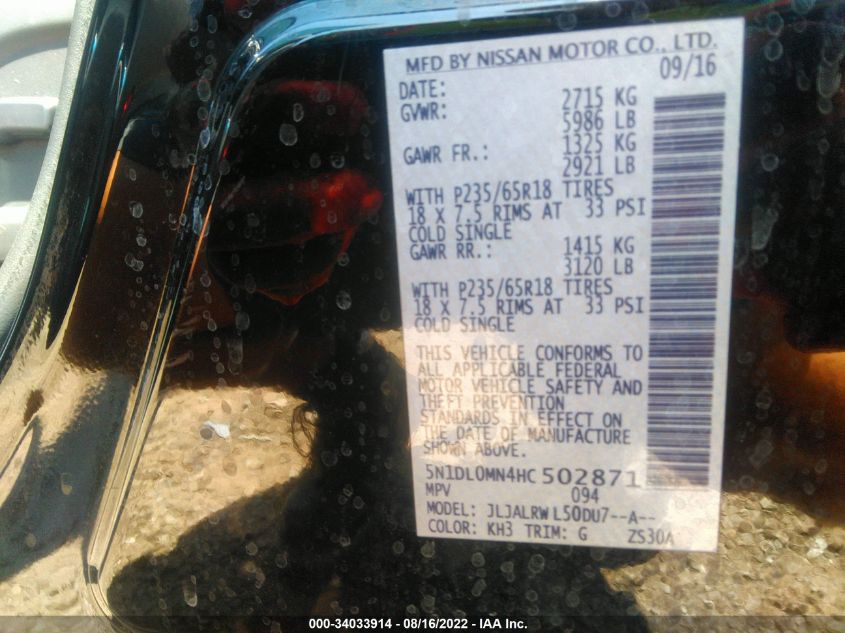 MFD BY NISSAN MOTOR CO., LTD.
DATE: 09/16
GVWR: 2715 KG
5986 LB
GAWR FR.: 1325 KG
2921 LB
WITH P235/65R18 TIRES
18 X 7.5 RIMS AT 33 PSI
COLD SINGLE
GAWR RR.: 1415 KG
3120 LB
WITH P235/65R18 TIRES
18 X 7.5 RIMS AT 33 PSI
COLD SINGLE
THIS VEHICLE CONFORMS TO
ALL APPLICABLE FEDERAL
MOTOR VEHICLE SAFETY AND
THEFT PREVENTION
STANDARDS IN EFFECT ON
THE DATE OF MANUFACTURE
SHOWN ABOVE.
5N1DL0MN4HC502871
MPV 094
MODEL: JLJALRWL50DU7--A--
COLOR: KH3 TRIM: G ZS30A
000-34033914 - 08/16/2022 - IAA Inc.